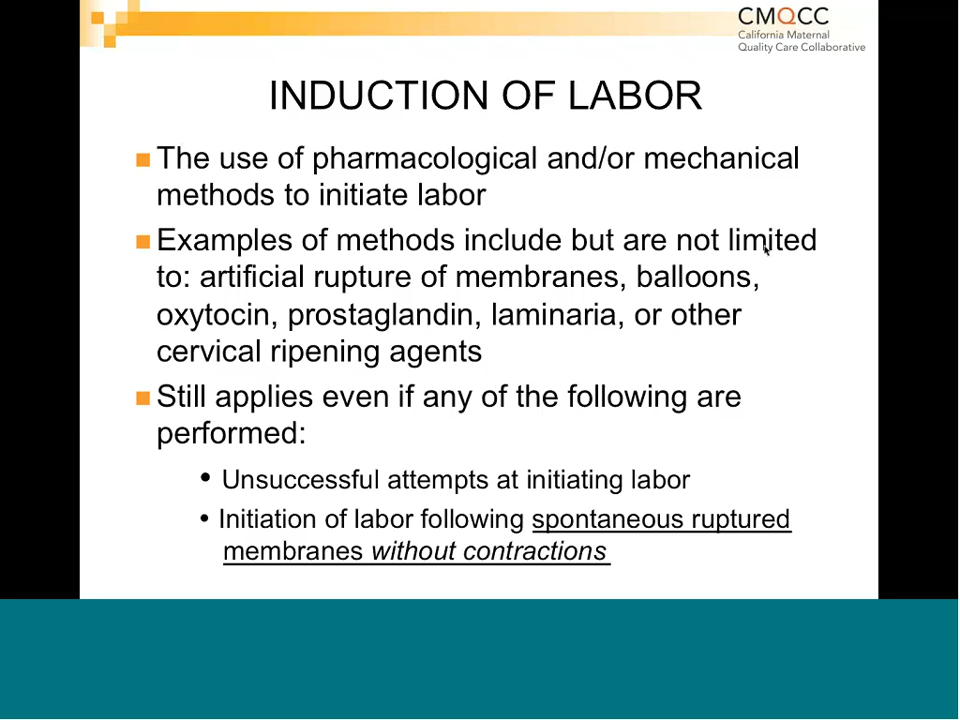 CMQCC
California Maternal
Quality Care Collaborative
INDUCTION OF LABOR
The use of pharmacological and/or mechanical
methods to initiate labor
Examples of methods include but are not limited
to: artificial rupture of membranes, balloons,
oxytocin, prostaglandin, laminaria, or other
cervical ripening agents
Still applies even if any of the following are
performed:
• Unsuccessful attempts at initiating labor
• Initiation of labor following spontaneous ruptured
membranes without contractions